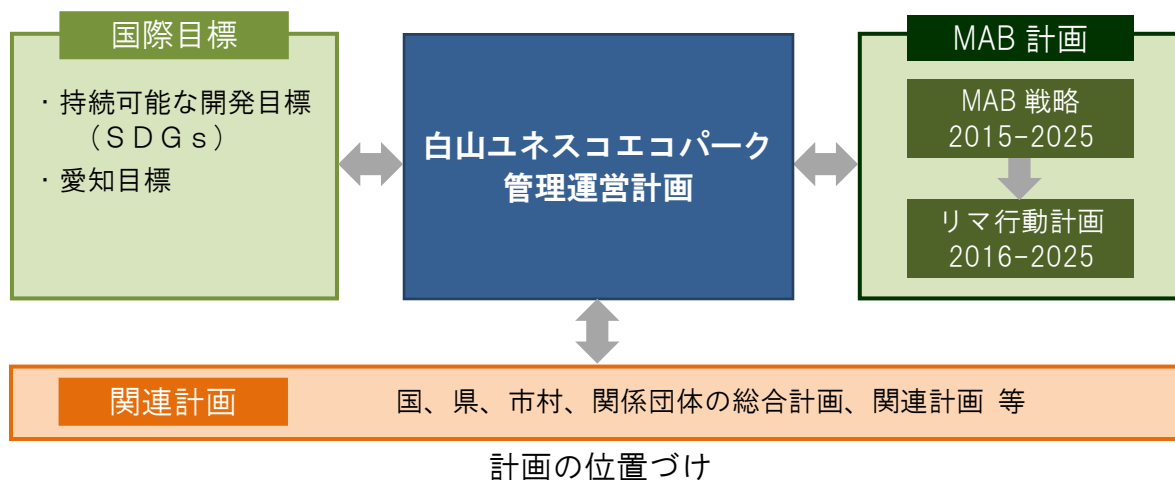 国際目標
・持続可能な開発目標
（ＳＤＧｓ）
・愛知目標
白山ユネスコエコパーク
管理運営計画
MAB 計画
MAB 戦略
2015-2025
リマ行動計画
2016-2025
関連計画
国、県、市村、関係団体の総合計画、関連計画 等
計画の位置づけ